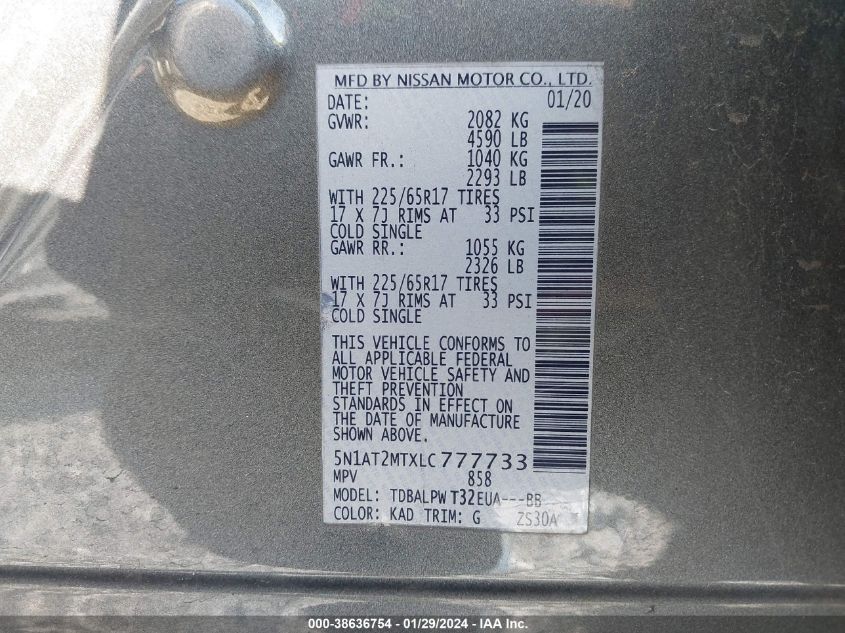 MFD BY NISSAN MOTOR CO., LTD.
DATE: 01/20
GVWR: 2082 KG
4590 LB
GAWR FR.: 1040 KG
2293 LB
WITH 225/65R17 TIRES
17 X 7J RIMS AT 33 PSI
COLD SINGLE
GAWR RR.: 1055 KG
2326 LB
WITH 225/65R17 TIRES
17 X 7J RIMS AT 33 PSI
COLD SINGLE
THIS VEHICLE CONFORMS TO
ALL APPLICABLE FEDERAL
MOTOR VEHICLE SAFETY AND
THEFT PREVENTION
STANDARDS IN EFFECT ON
THE DATE OF MANUFACTURE
SHOWN ABOVE.
5N1AT2MTXLC777733
MPV 858
MODEL: TDBALPW T32EUA---BB
COLOR: KAD TRIM: G ZS30A
000-38636754 - 01/29/2024 - IAA Inc.